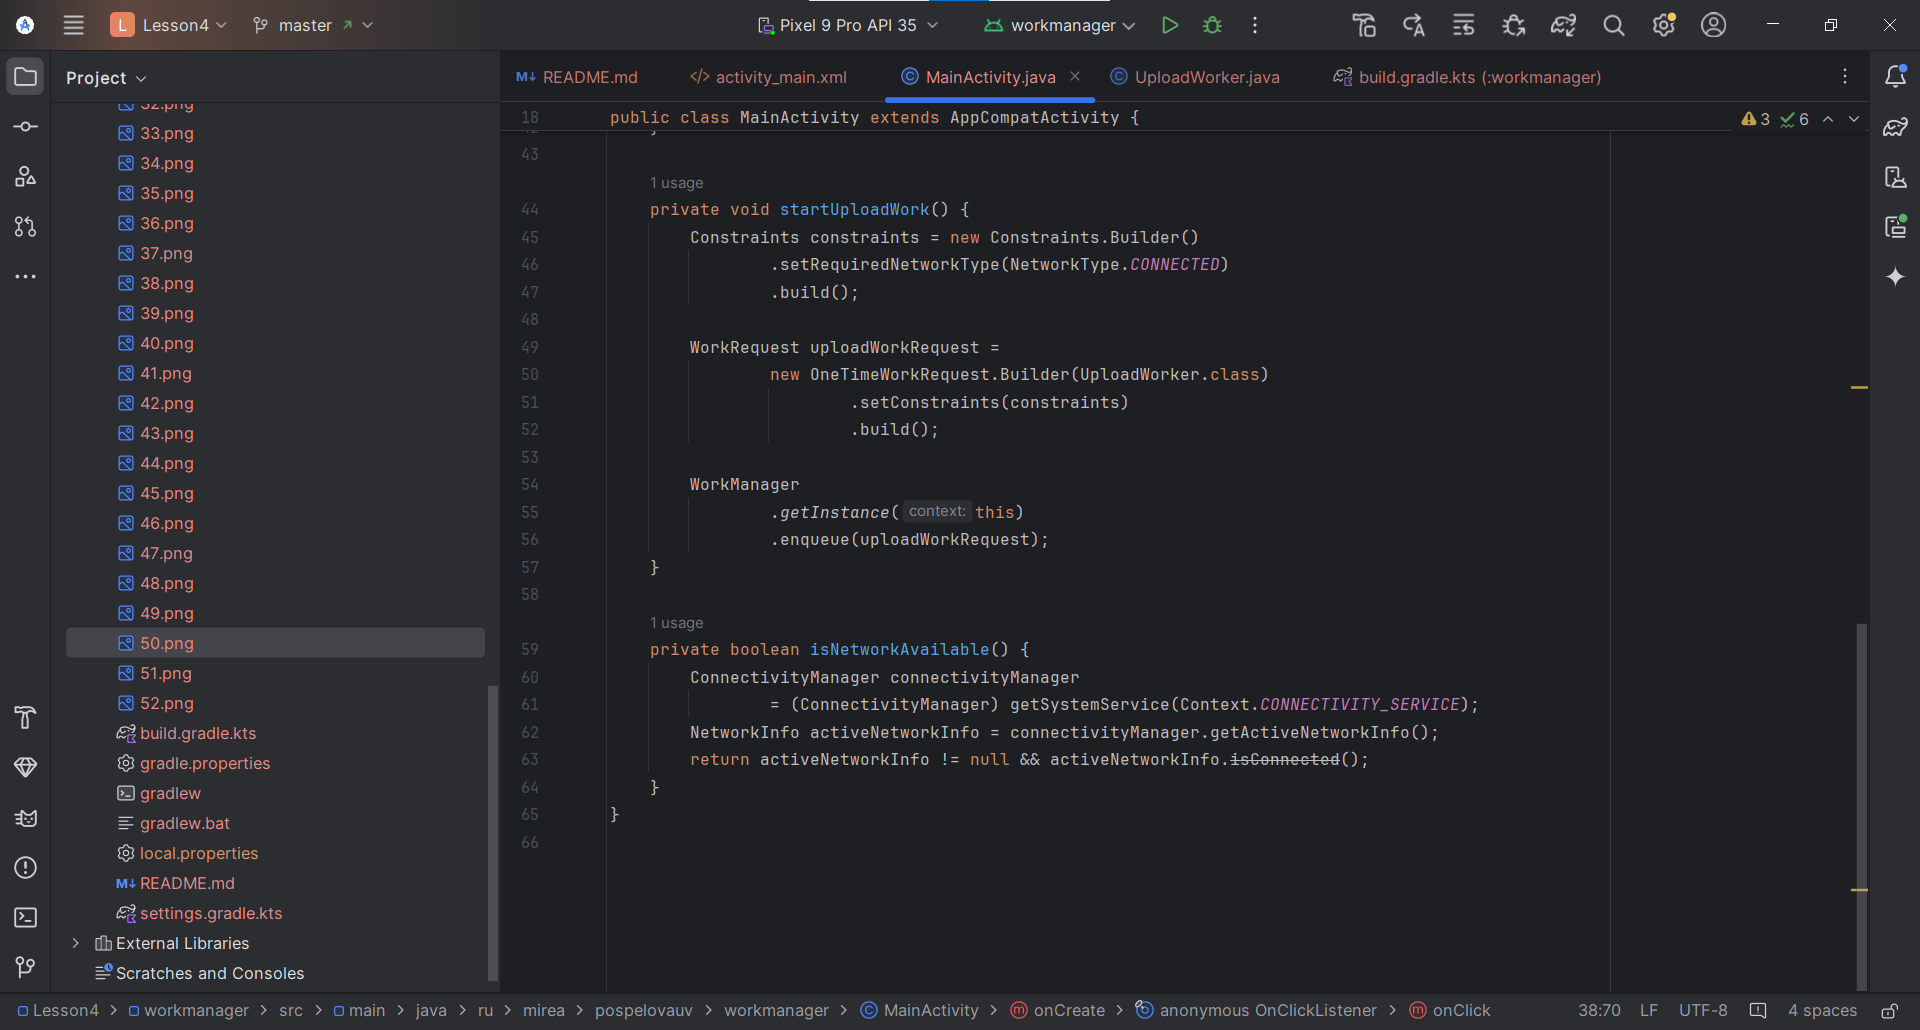 L Lesson4 master Pixel 9 Pro API 35 workmanager
Project
README.md activity_main.xml MainActivity.java UploadWorker.java build.gradle.kts (:workmanager)
18 public class MainActivity extends AppCompatActivity {
3 6
32.png
33.png
34.png
35.png
36.png
37.png
38.png
39.png
40.png
41.png
42.png
43.png
44.png
45.png
46.png
47.png
48.png
49.png
50.png
51.png
52.png
build.gradle.kts
gradle.properties
gradlew
gradlew.bat
local.properties
README.md
settings.gradle.kts
External Libraries
Scratches and Consoles
43
1 usage
44 private void startUploadWork() {
45 Constraints constraints = new Constraints.Builder()
46 .setRequiredNetworkType(NetworkType.CONNECTED)
47 .build();
48
49 WorkRequest uploadWorkRequest =
50 new OneTimeWorkRequest.Builder(UploadWorker.class)
51 .setConstraints(constraints)
52 .build();
53
54 WorkManager
55 .getInstance( context: this)
56 .enqueue(uploadWorkRequest);
57 }
58
1 usage
59 private boolean isNetworkAvailable() {
60 ConnectivityManager connectivityManager
61 = (ConnectivityManager) getSystemService(Context.CONNECTIVITY_SERVICE);
62 NetworkInfo activeNetworkInfo = connectivityManager.getActiveNetworkInfo();
63 return activeNetworkInfo != null && activeNetworkInfo.isConnected();
64 }
65 }
66
Lesson4 > workmanager > src > main > java > ru > mirea > pospelovauv > workmanager > MainActivity > onCreate > anonymous OnClickListener > onClick 38:70 LF UTF-8 4 spaces